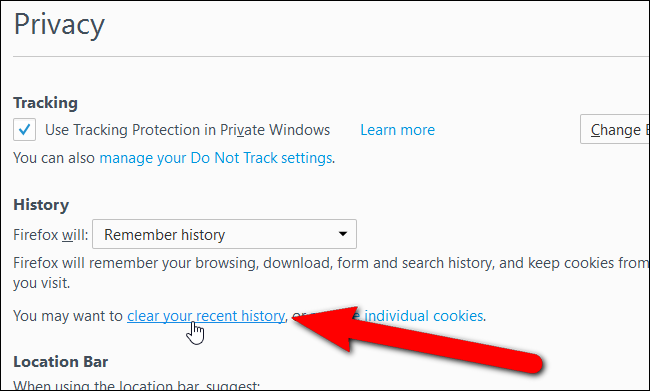 Privacy
Tracking
Use Tracking Protection in Private Windows Learn more Change
You can also manage your Do Not Track settings.
History
Firefox will: Remember history
Firefox will remember your browsing, download, form and search history, and keep cookies from
you visit.
You may want to clear your recent history, individual cookies.
Location Bar
When using the location bar, suggest: